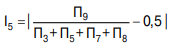 I₅ = | П₉ / (П₃+П₅+П₇+П₈) − 0,5 |